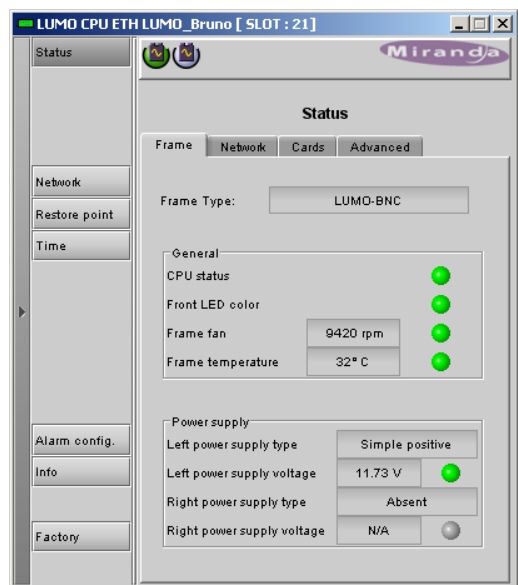 LUMO CPU ETH LUMO_Bruno [ SLOT : 21 ]
Status
Miranda
Status
Frame Network Cards Advanced
Network
Restore point
Time
Frame Type: LUMO-BNC
General
CPU status
Front LED color
Frame fan 9420 rpm
Frame temperature 32° C
Alarm config.
Info
Factory
Power supply
Left power supply type Simple positive
Left power supply voltage 11.73 V
Right power supply type Absent
Right power supply voltage N/A